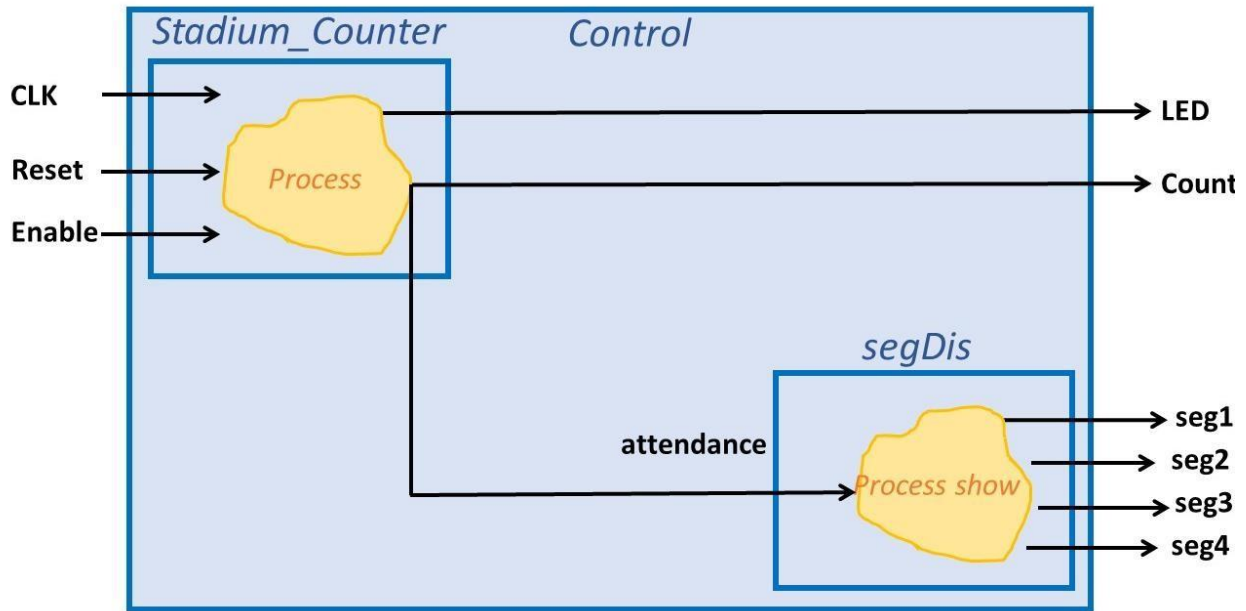 Stadium_Counter
Control
CLK
LED
Reset
Process
Count
Enable
segDis
attendance
seg1
seg2
Process show
seg3
seg4